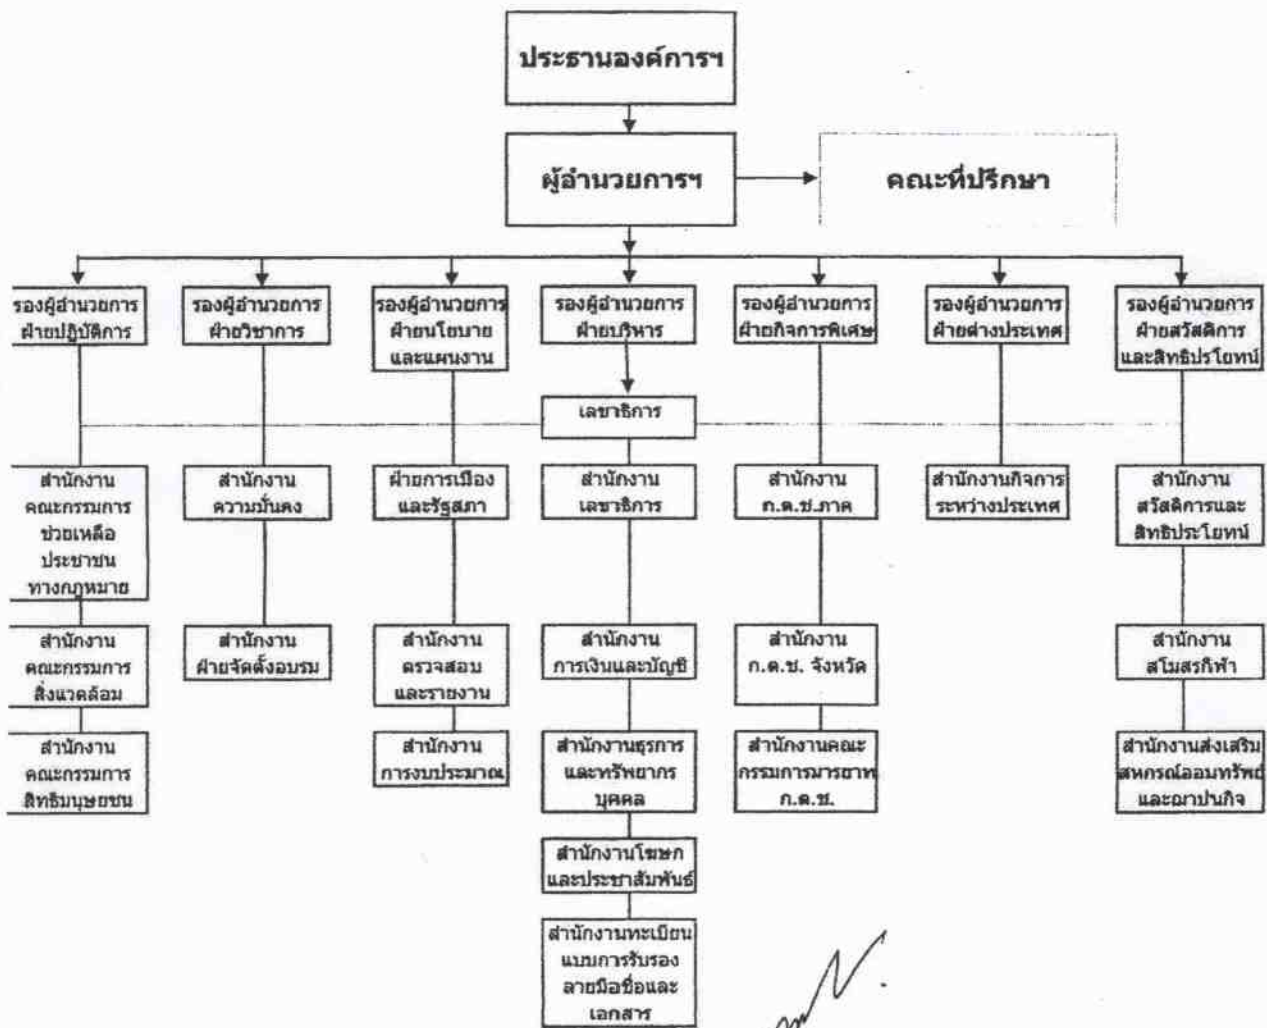 ประธานองค์การฯ
ผู้อำนวยการฯ
คณะที่ปรึกษา
รองผู้อำนวยการ
ฝ่ายปฏิบัติการ
รองผู้อำนวยการ
ฝ่ายวิชาการ
รองผู้อำนวยการ
ฝ่ายนโยบาย
และแผนงาน
รองผู้อำนวยการ
ฝ่ายบริหาร
รองผู้อำนวยการ
ฝ่ายกิจการพิเศษ
รองผู้อำนวยการ
ฝ่ายต่างประเทศ
รองผู้อำนวยการ
ฝ่ายสวัสดิการ
และสิทธิประโยทน์
เลขาธิการ
สำนักงาน
คณะกรรมการ
ช่วยเหลือ
ประชาชน
ทางกฎหมาย
สำนักงาน
ความมั่นคง
ฝ่ายการเมือง
และรัฐสภา
สำนักงาน
เลขาธิการ
สำนักงาน
ก.ต.ช.ภาค
สำนักงานกิจการ
ระหว่างประเทศ
สำนักงาน
สวัสดิการและ
สิทธิประโยทน์
สำนักงาน
คณะกรรมการ
สิ่งแวดล้อม
สำนักงาน
ฝ่ายจัดตั้งอบรม
สำนักงาน
ตรวจสอบ
และรายงาน
สำนักงาน
การเงินและบัญชี
สำนักงาน
ก.ต.ช. จังหวัด
สำนักงาน
สโมสรกีฬา
สำนักงาน
คณะกรรมการ
สิทธิมนุษยชน
สำนักงาน
การงบประมาณ
สำนักงานธุรการ
และทรัพยากร
บุคคล
สำนักงานคณะ
กรรมการมารยาท
ก.ต.ช.
สำนักงานส่งเสริม
สหกรณ์ออมทรัพย์
และฌาปนกิจ
สำนักงานโฆษก
และประชาสัมพันธ์
สำนักงานทะเบียน
แบบการรับรอง
ลายมือชื่อและ
เอกสาร